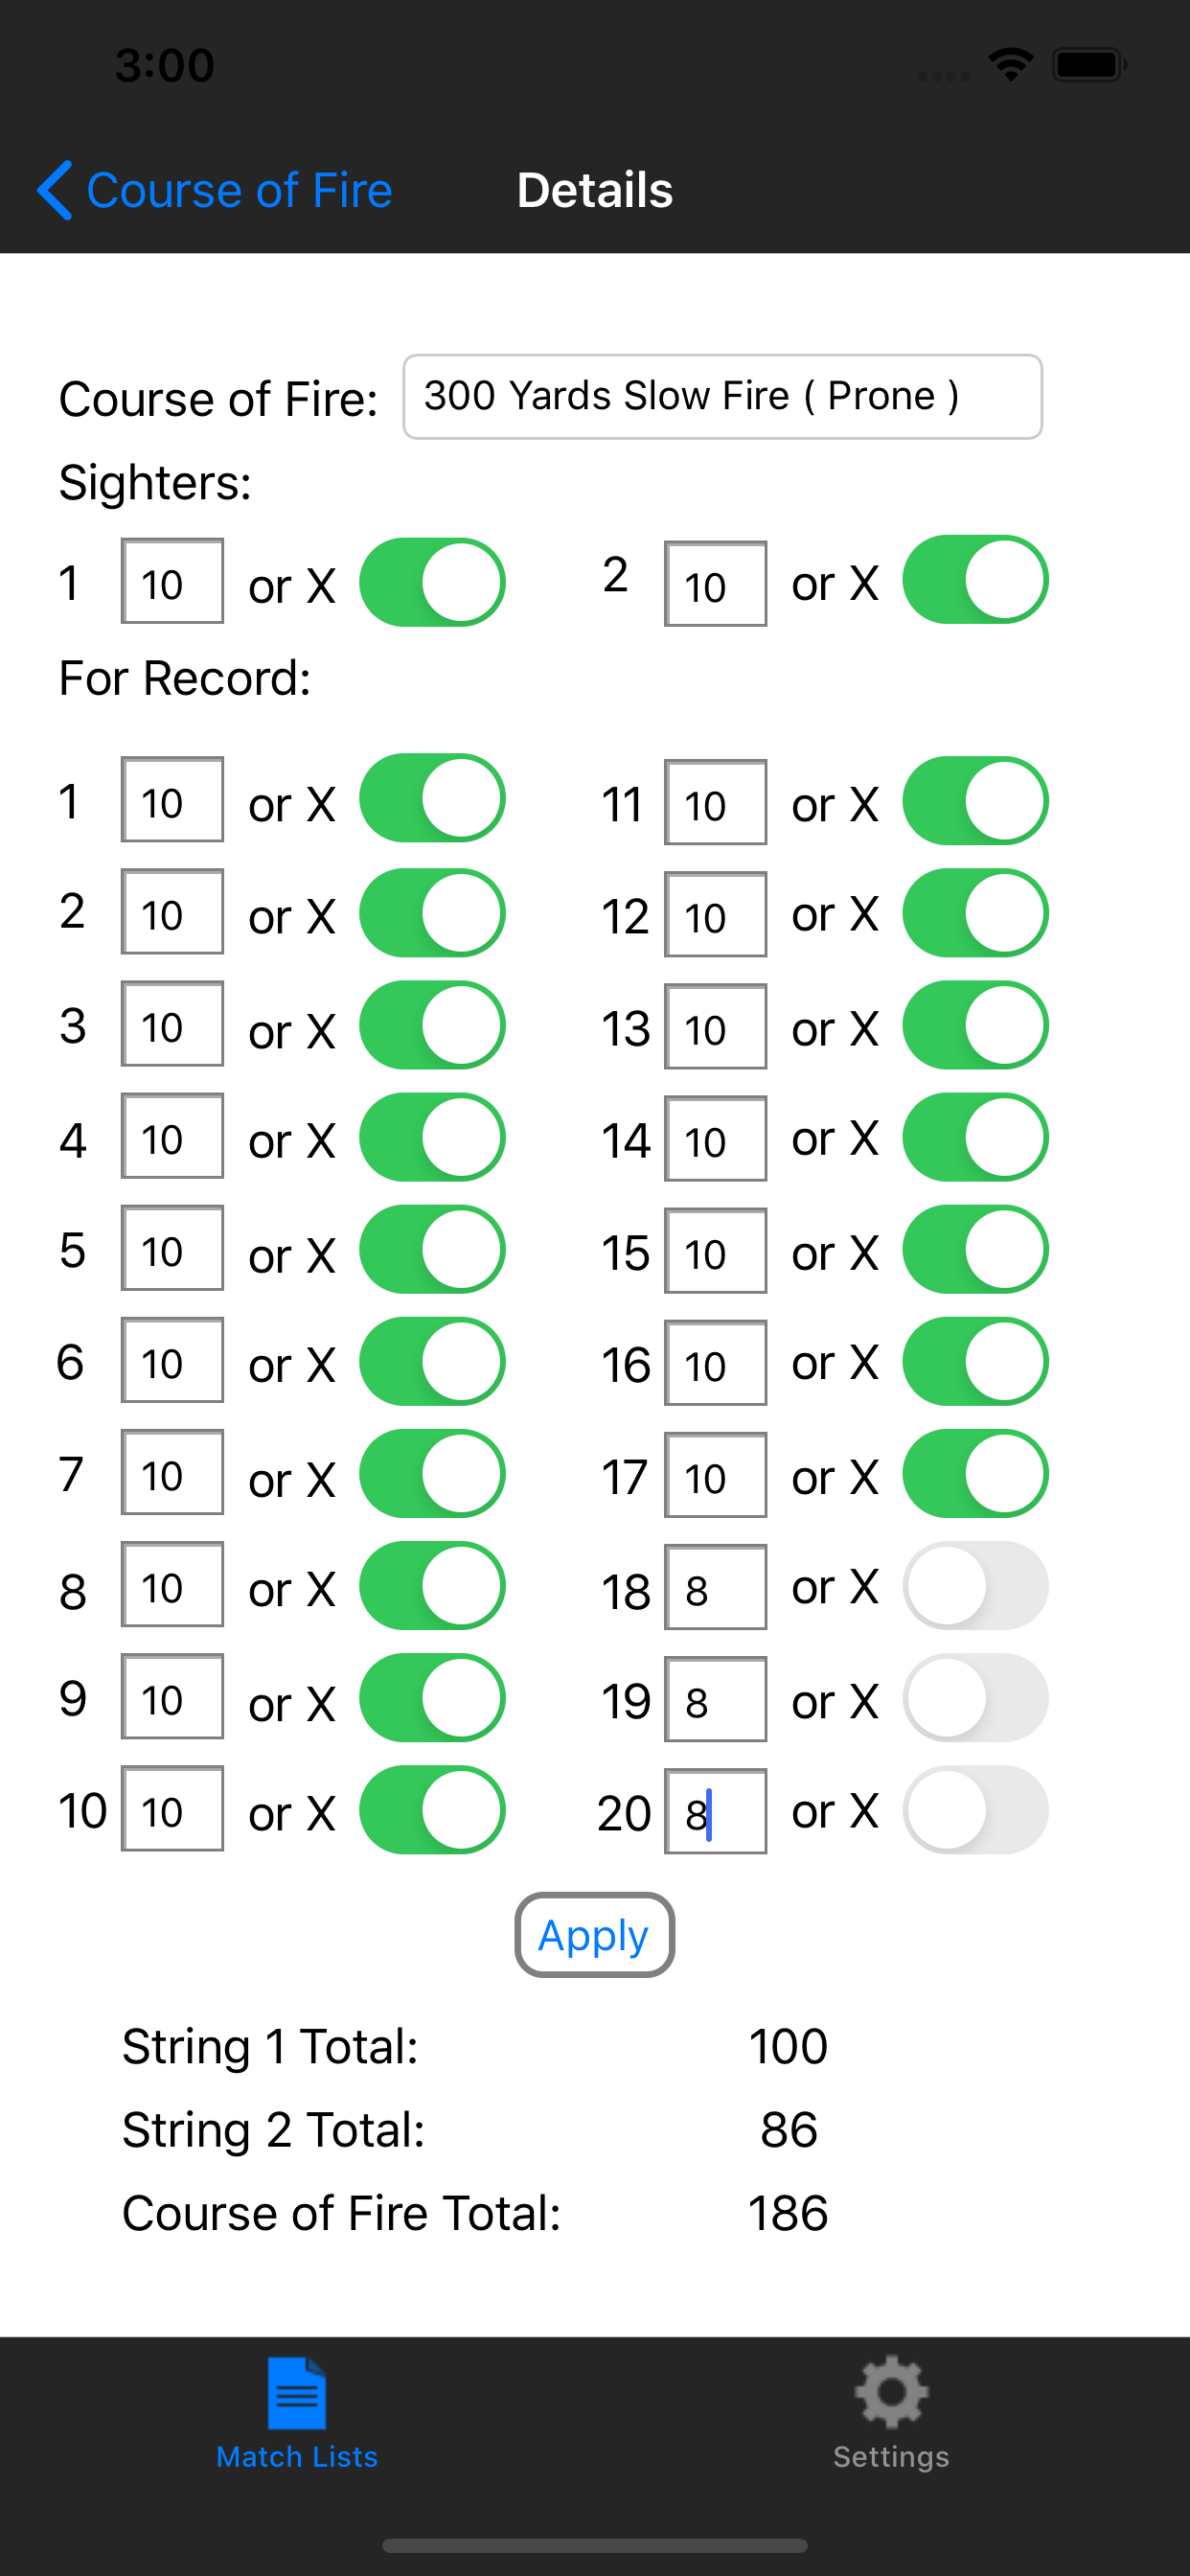 3:00
Course of Fire Details
Course of Fire: 300 Yards Slow Fire ( Prone )
Sighters:
1 10 or X 2 10 or X
For Record:
1 10 or X 11 10 or X
2 10 or X 12 10 or X
3 10 or X 13 10 or X
4 10 or X 14 10 or X
5 10 or X 15 10 or X
6 10 or X 16 10 or X
7 10 or X 17 10 or X
8 10 or X 18 8 or X
9 10 or X 19 8 or X
10 10 or X 20 8 or X
Apply
String 1 Total: 100
String 2 Total: 86
Course of Fire Total: 186
Match Lists Settings